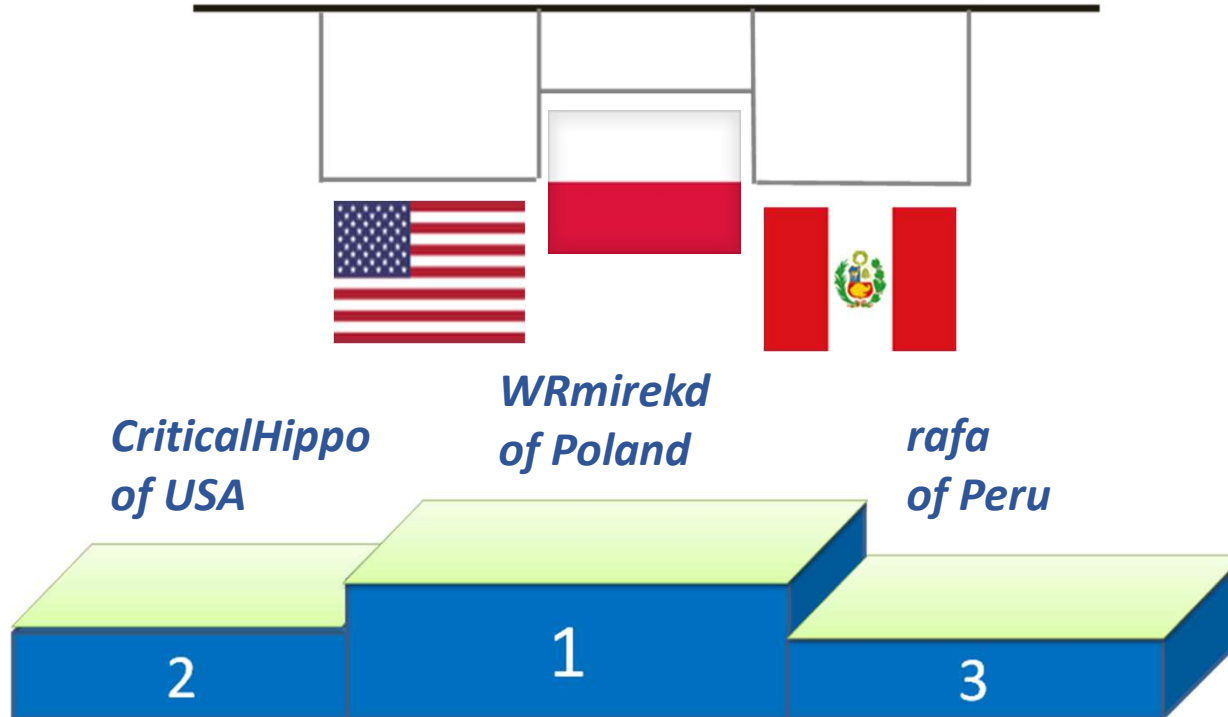 WRmirekd
of Poland
CriticalHippo
of USA
rafa
of Peru
1
2
3